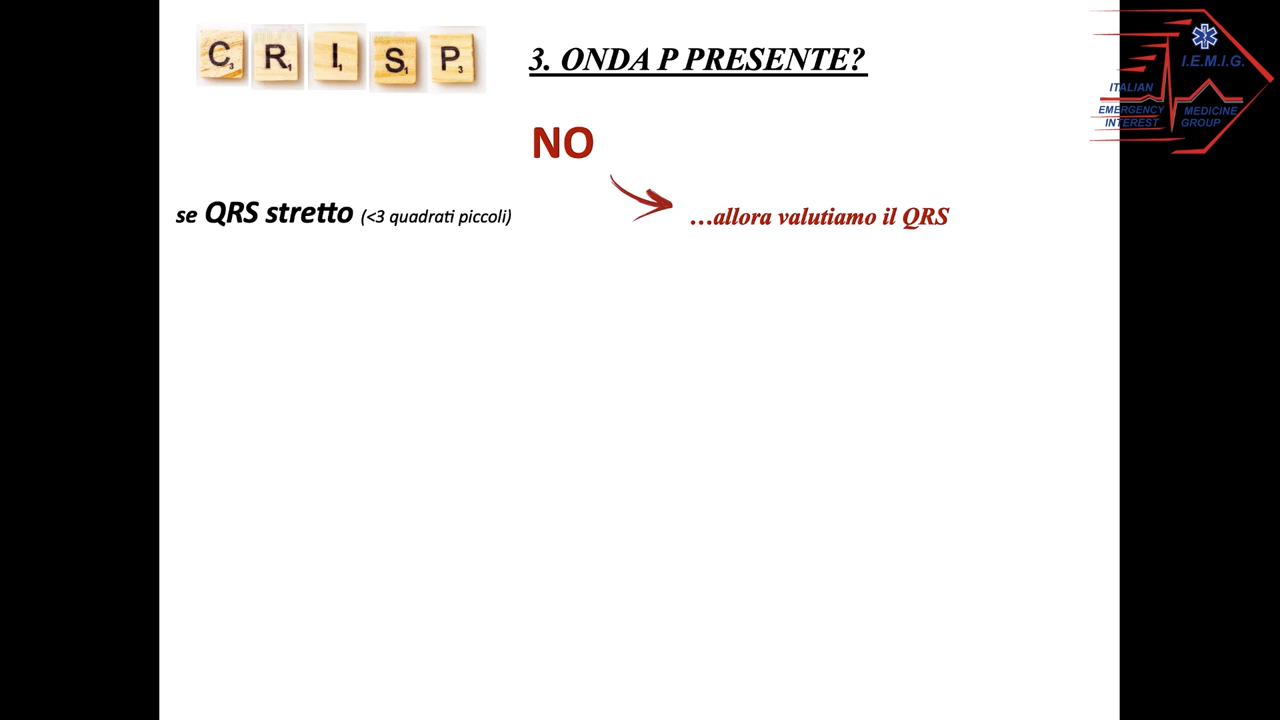 CRISP
3. ONDA P PRESENTE?
NO
se QRS stretto (<3 quadrati piccoli)
...allora valutiamo il QRS
I.E.M.I.G.
ITALIAN
EMERGENCY MEDICINE
INTEREST GROUP